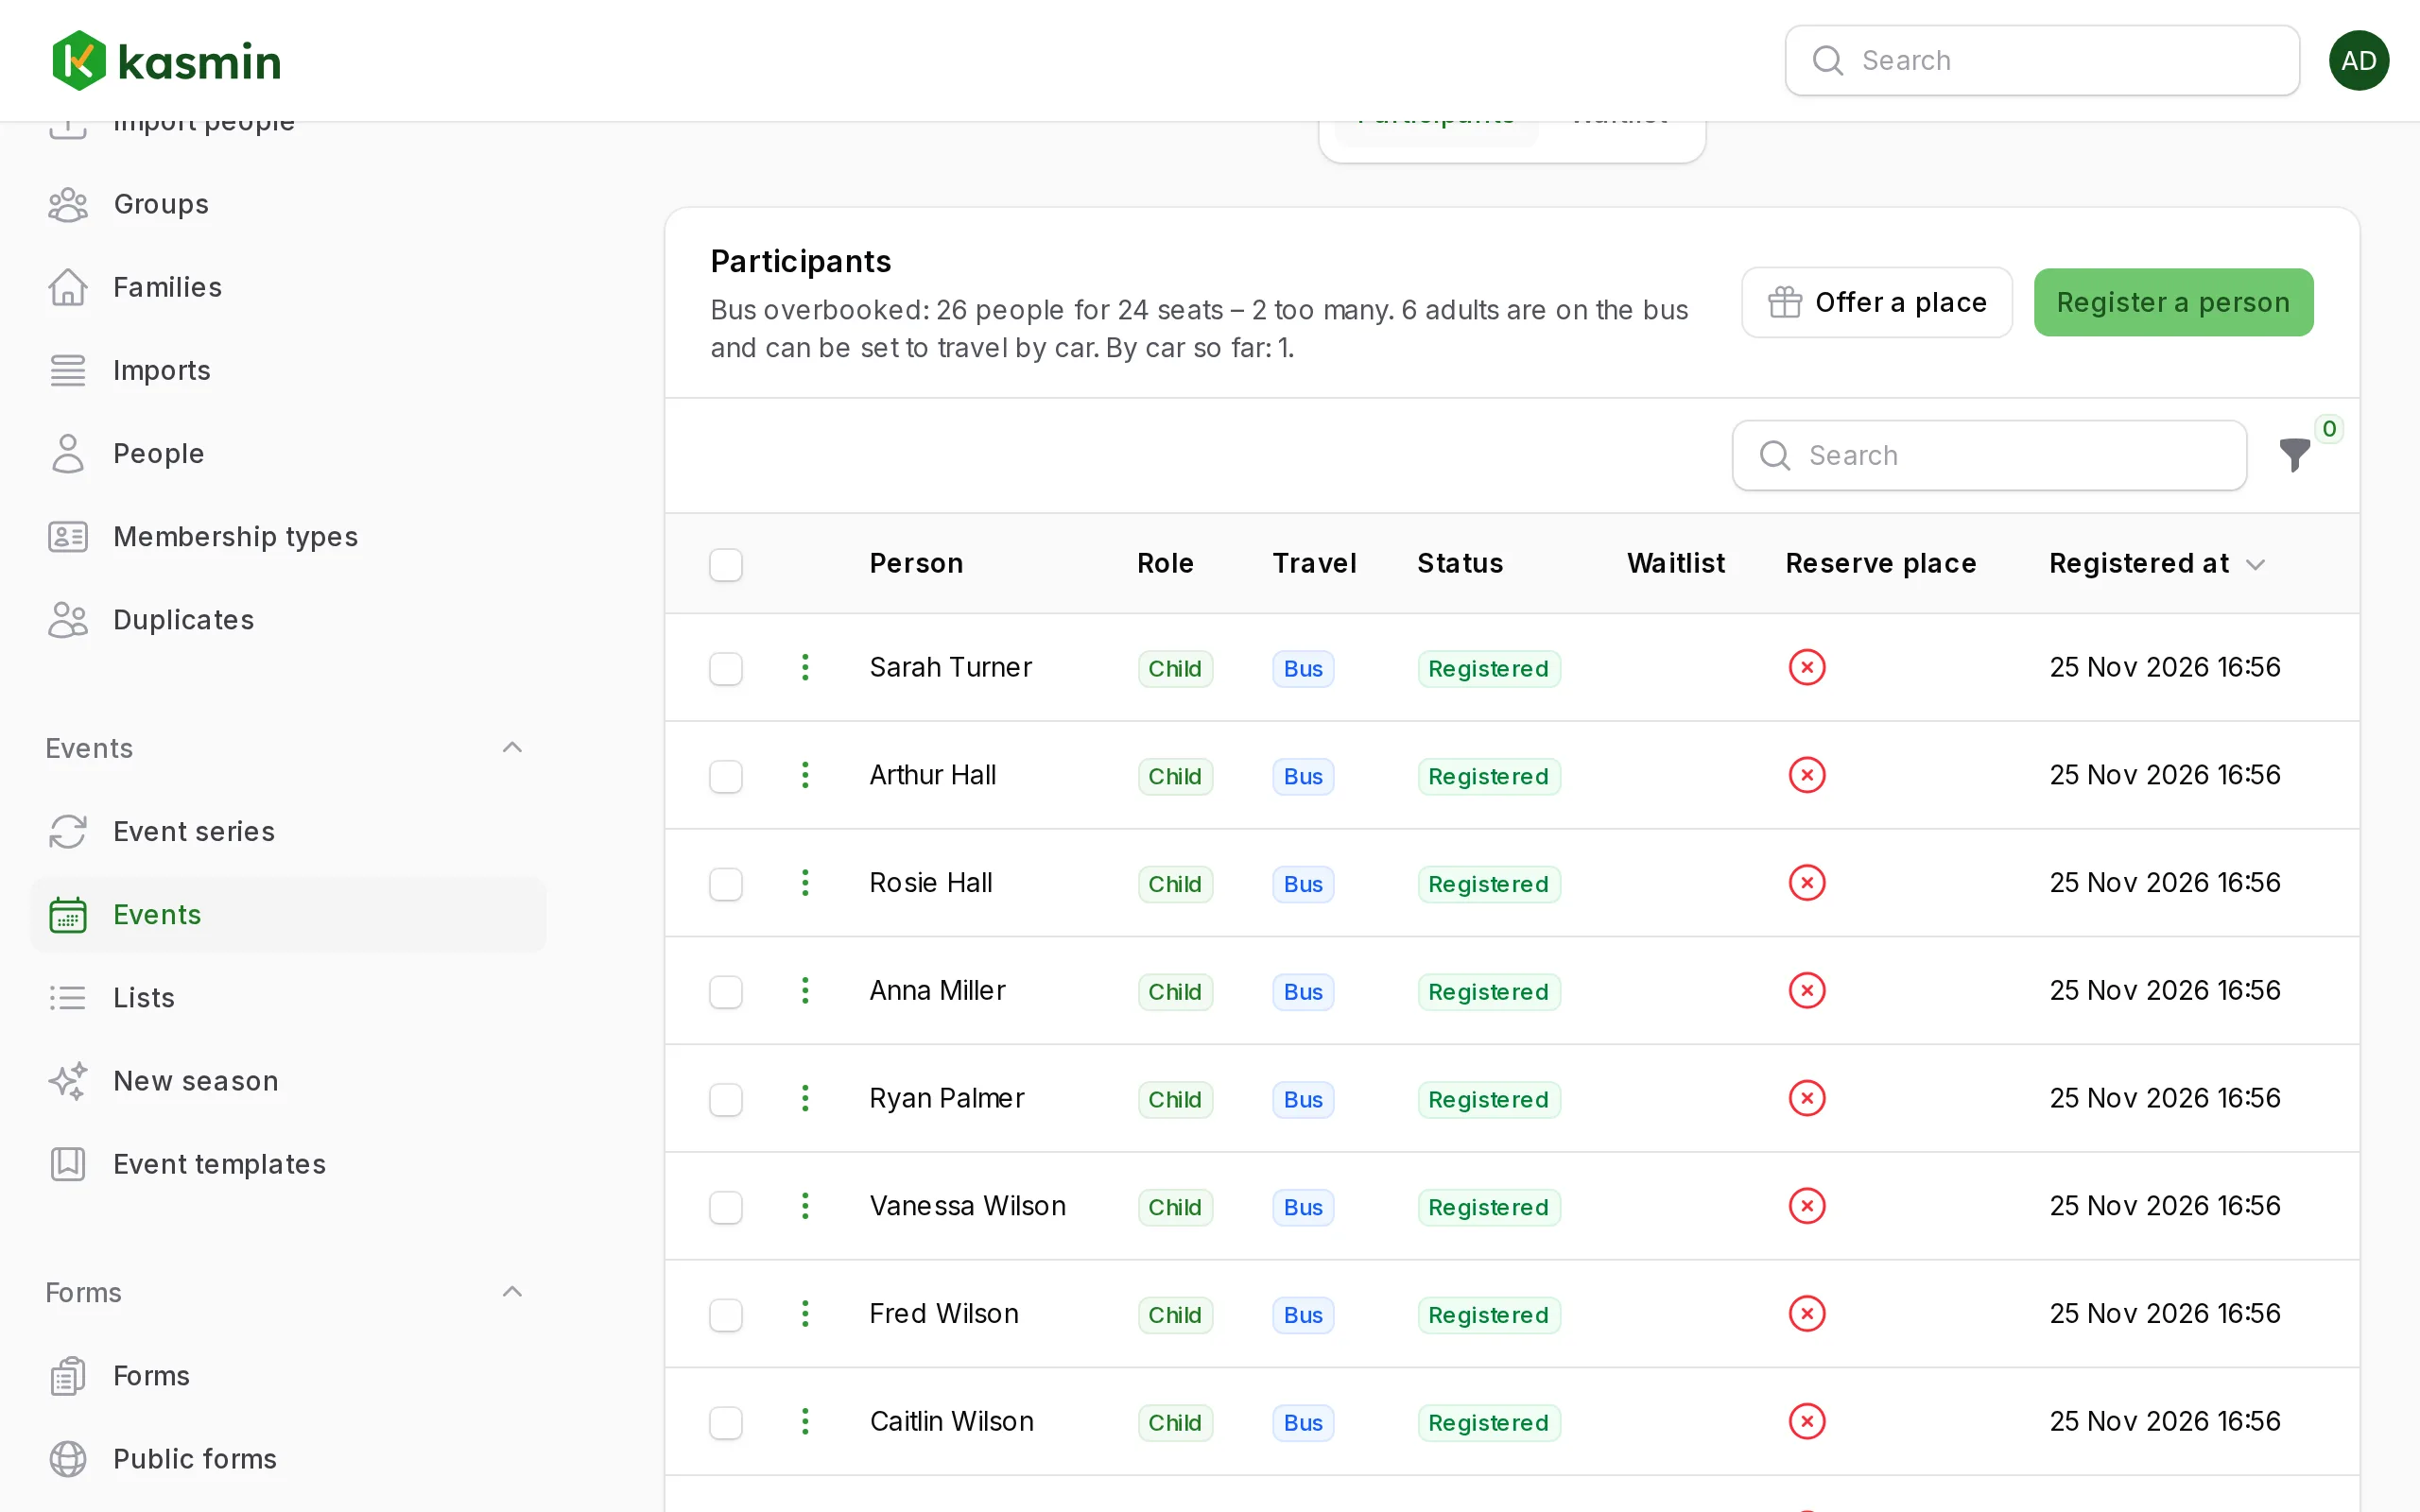 kasmin
Search
AD
Import people
Participants
Waitlist
Groups
Families
Imports
People
Membership types
Duplicates
Events
Event series
Events
Lists
New season
Event templates
Forms
Forms
Public forms
Participants
Bus overbooked: 26 people for 24 seats – 2 too many. 6 adults are on the bus
and can be set to travel by car. By car so far: 1.
Offer a place
Register a person
Search
0
Person Role Travel Status Waitlist Reserve place Registered at
Sarah Turner Child Bus Registered 25 Nov 2026 16:56
Arthur Hall Child Bus Registered 25 Nov 2026 16:56
Rosie Hall Child Bus Registered 25 Nov 2026 16:56
Anna Miller Child Bus Registered 25 Nov 2026 16:56
Ryan Palmer Child Bus Registered 25 Nov 2026 16:56
Vanessa Wilson Child Bus Registered 25 Nov 2026 16:56
Fred Wilson Child Bus Registered 25 Nov 2026 16:56
Caitlin Wilson Child Bus Registered 25 Nov 2026 16:56